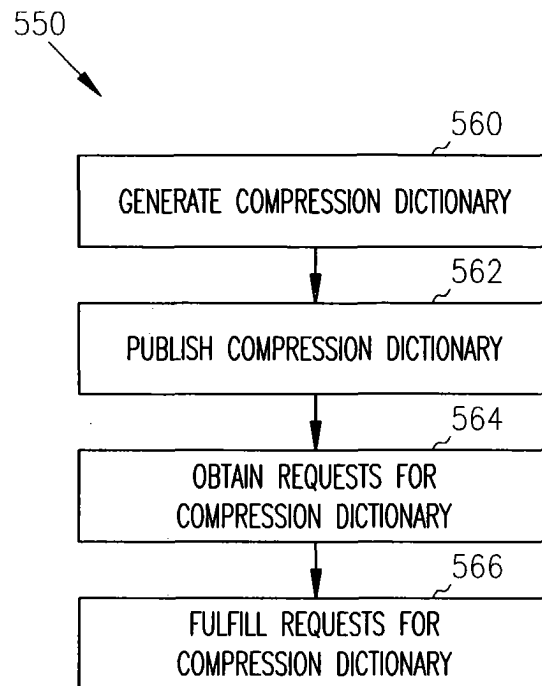 550
560
GENERATE COMPRESSION DICTIONARY
562
PUBLISH COMPRESSION DICTIONARY
564
OBTAIN REQUESTS FOR
COMPRESSION DICTIONARY
566
FULFILL REQUESTS FOR
COMPRESSION DICTIONARY